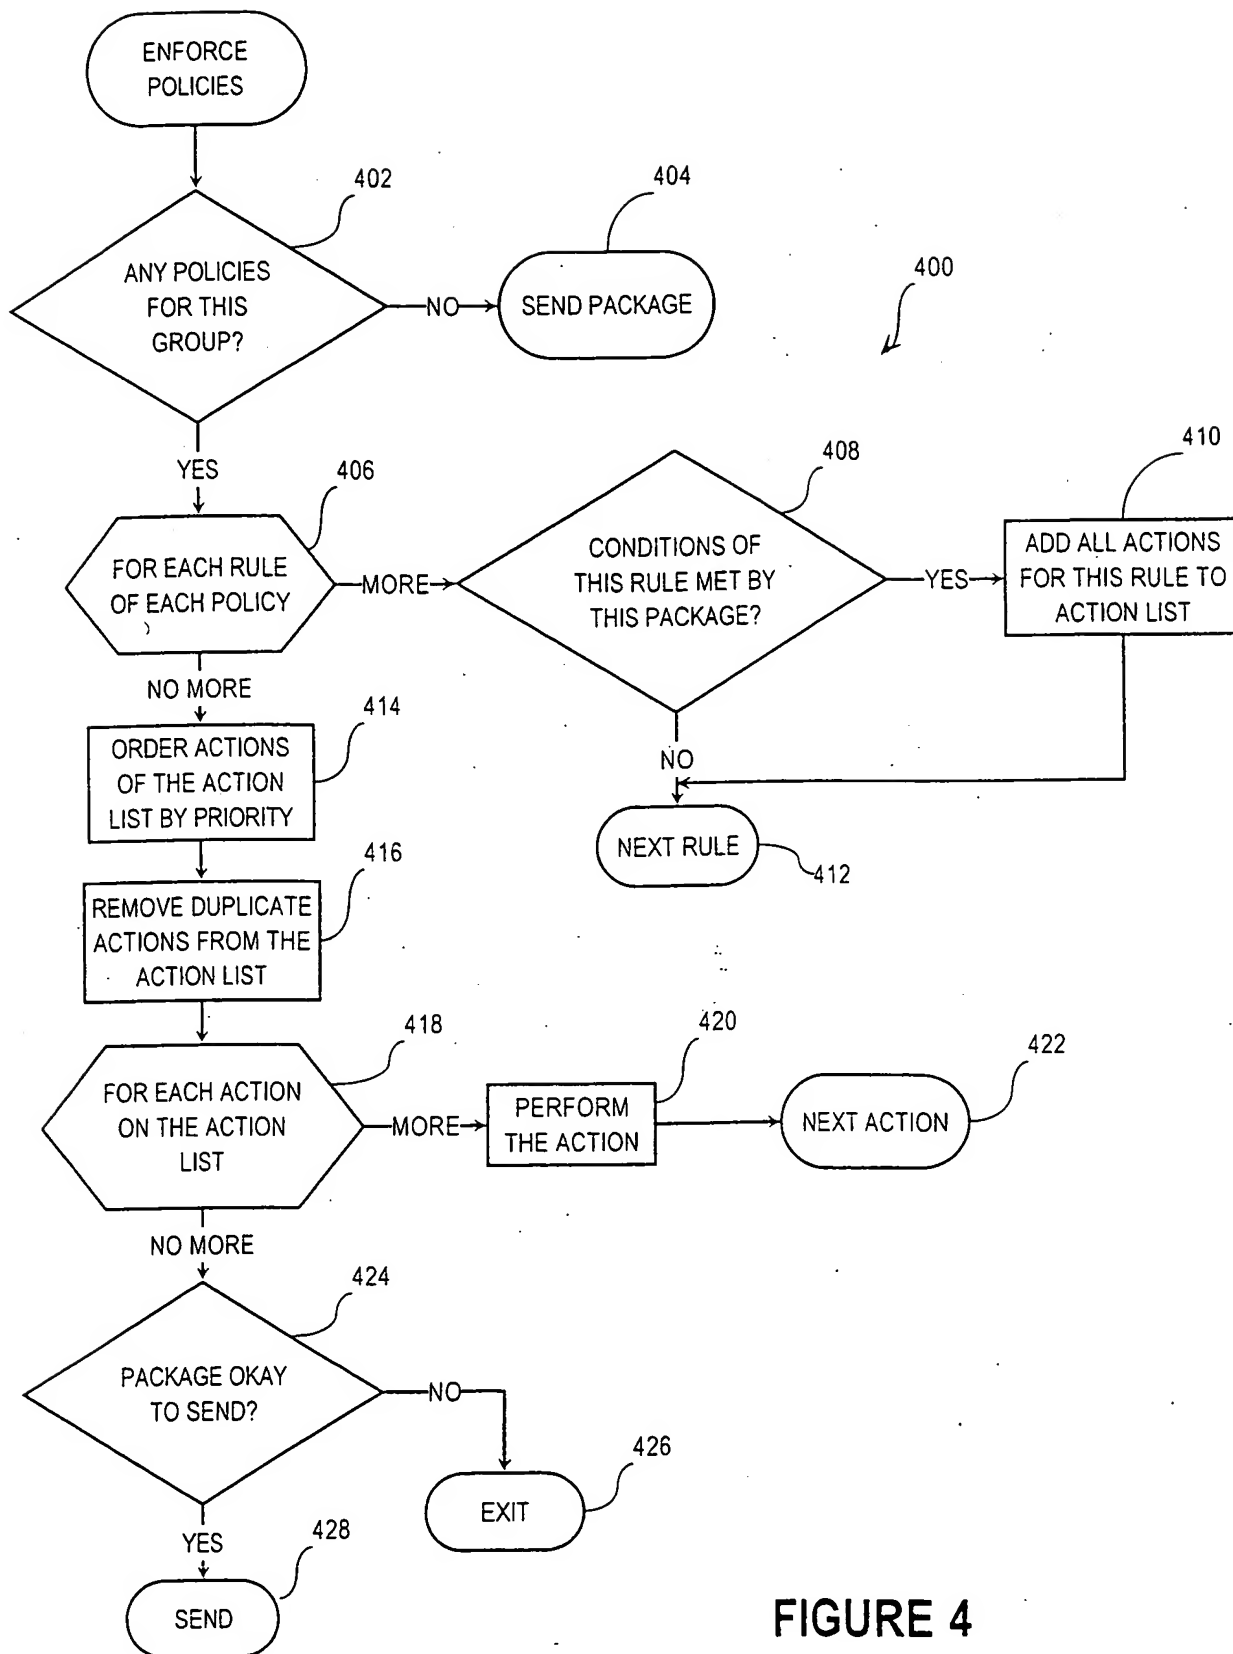 ENFORCE
POLICIES
402
404
ANY POLICIES
FOR THIS
GROUP?
NO
SEND PACKAGE
400
YES
406
408
410
FOR EACH RULE
OF EACH POLICY
MORE
CONDITIONS OF
THIS RULE MET BY
THIS PACKAGE?
YES
ADD ALL ACTIONS
FOR THIS RULE TO
ACTION LIST
NO MORE
414
ORDER ACTIONS
OF THE ACTION
LIST BY PRIORITY
NO
NEXT RULE
412
416
REMOVE DUPLICATE
ACTIONS FROM THE
ACTION LIST
418
420
422
FOR EACH ACTION
ON THE ACTION
LIST
MORE
PERFORM
THE ACTION
NEXT ACTION
NO MORE
424
PACKAGE OKAY
TO SEND?
NO
426
EXIT
YES
428
SEND
FIGURE 4